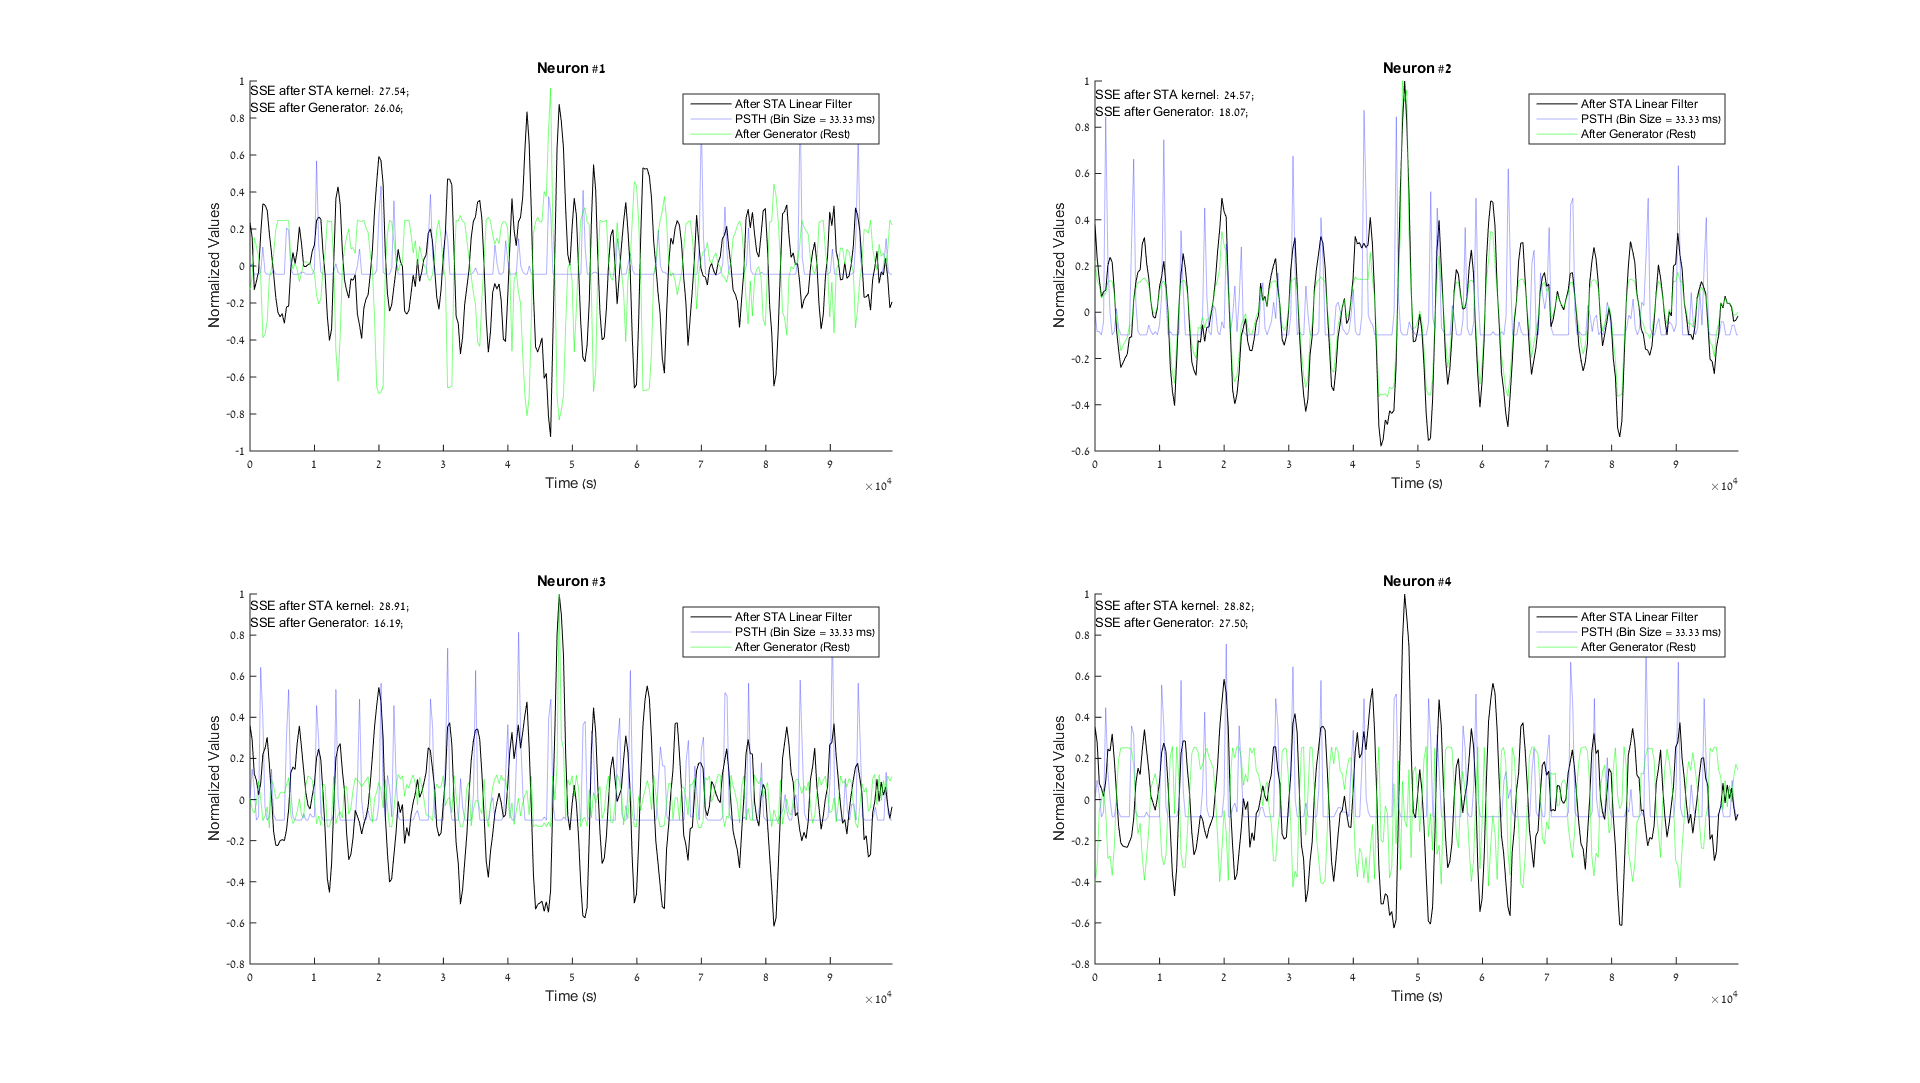 Neuron #1
SSE after STA kernel: 27.54;
SSE after Generator: 26.06;
After STA Linear Filter
PSTH (Bin Size = 33.33 ms)
After Generator (Rest)
Normalized Values
1
0.8
0.6
0.4
0.2
0
-0.2
-0.4
-0.6
-0.8
-1
0 1 2 3 4 5 6 7 8 9
Time (s)
×10^4
Neuron #2
SSE after STA kernel: 24.57;
SSE after Generator: 18.07;
After STA Linear Filter
PSTH (Bin Size = 33.33 ms)
After Generator (Rest)
Normalized Values
1
0.8
0.6
0.4
0.2
0
-0.2
-0.4
-0.6
0 1 2 3 4 5 6 7 8 9
Time (s)
×10^4
Neuron #3
SSE after STA kernel: 28.91;
SSE after Generator: 16.19;
After STA Linear Filter
PSTH (Bin Size = 33.33 ms)
After Generator (Rest)
Normalized Values
1
0.8
0.6
0.4
0.2
0
-0.2
-0.4
-0.6
-0.8
0 1 2 3 4 5 6 7 8 9
Time (s)
×10^4
Neuron #4
SSE after STA kernel: 28.82;
SSE after Generator: 27.50;
After STA Linear Filter
PSTH (Bin Size = 33.33 ms)
After Generator (Rest)
Normalized Values
1
0.8
0.6
0.4
0.2
0
-0.2
-0.4
-0.6
-0.8
0 1 2 3 4 5 6 7 8 9
Time (s)
×10^4